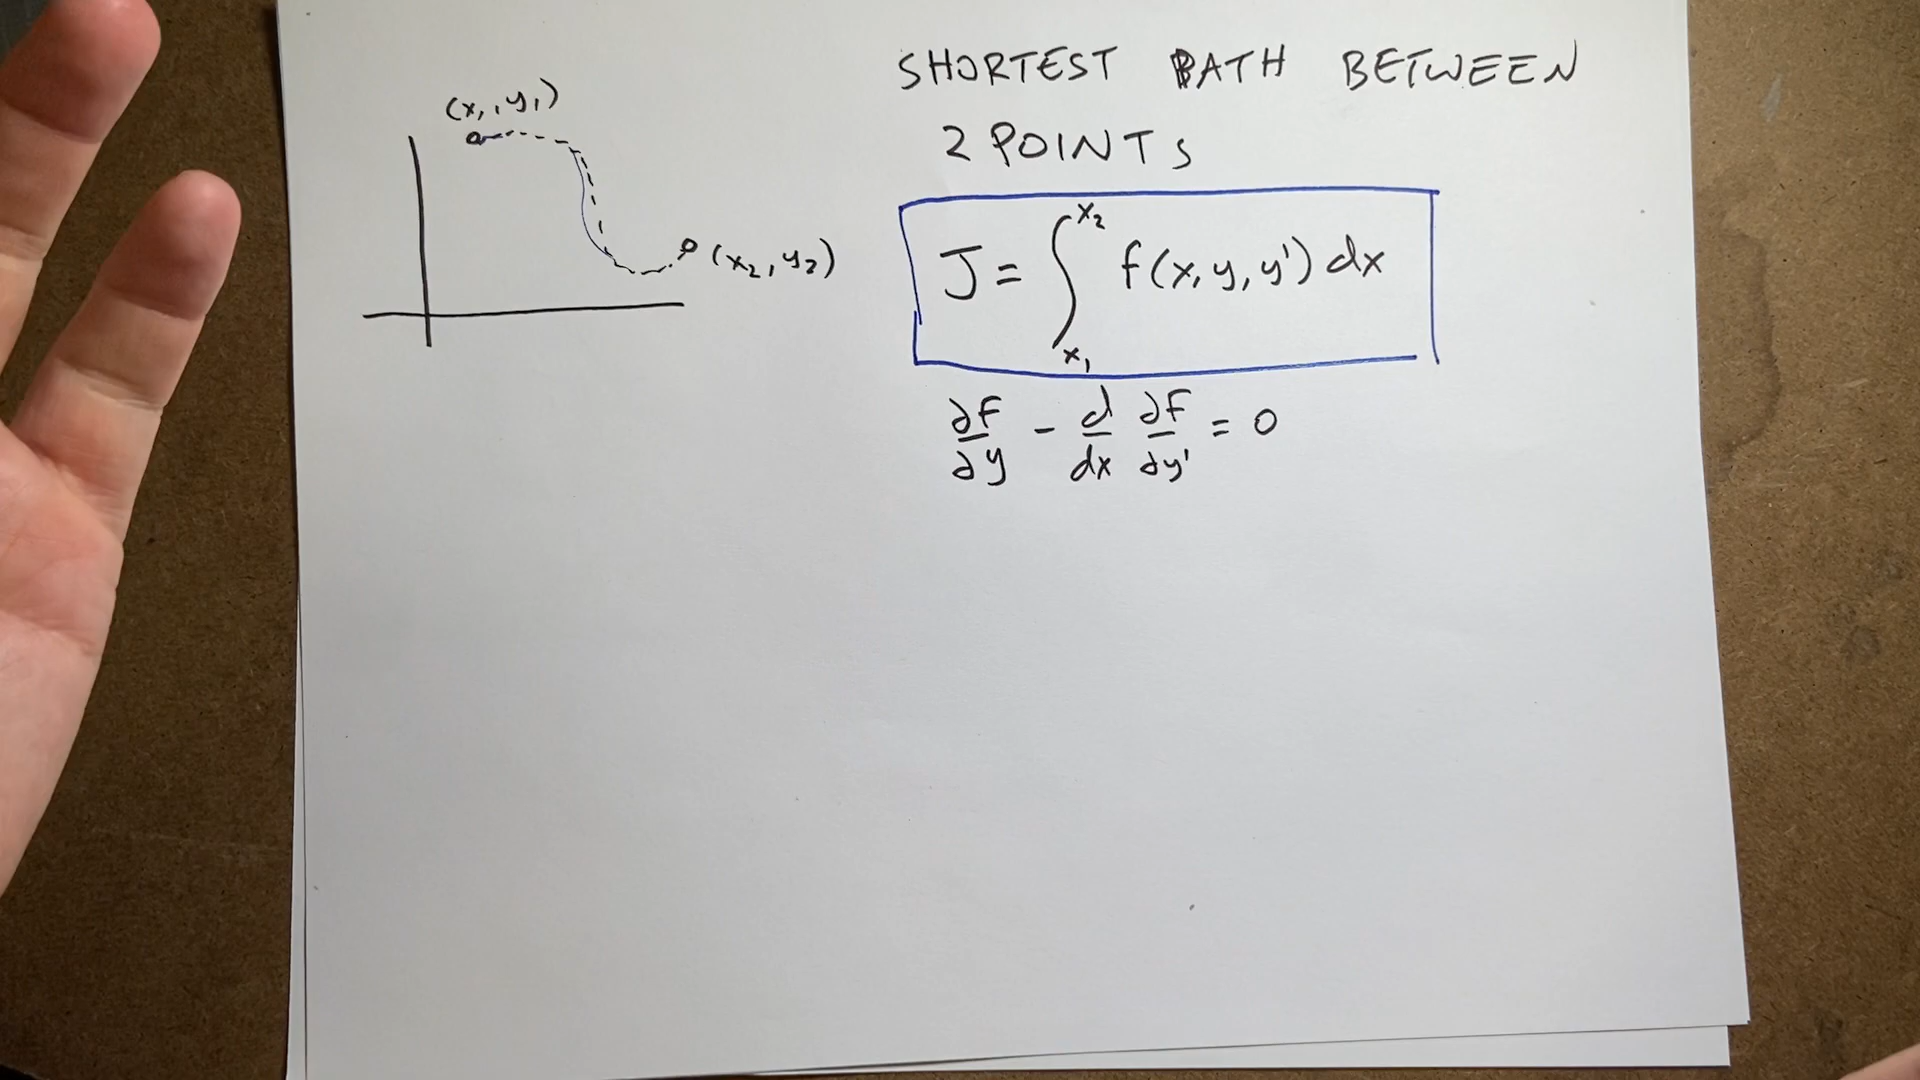 SHORTEST PATH BETWEEN
2 POINTS
(x₁, y₁)
(x₂, y₂)
J = ∫_{x₁}^{x₂} f(x, y, y') dx
∂f/∂y - d/dx ∂f/∂y' = 0